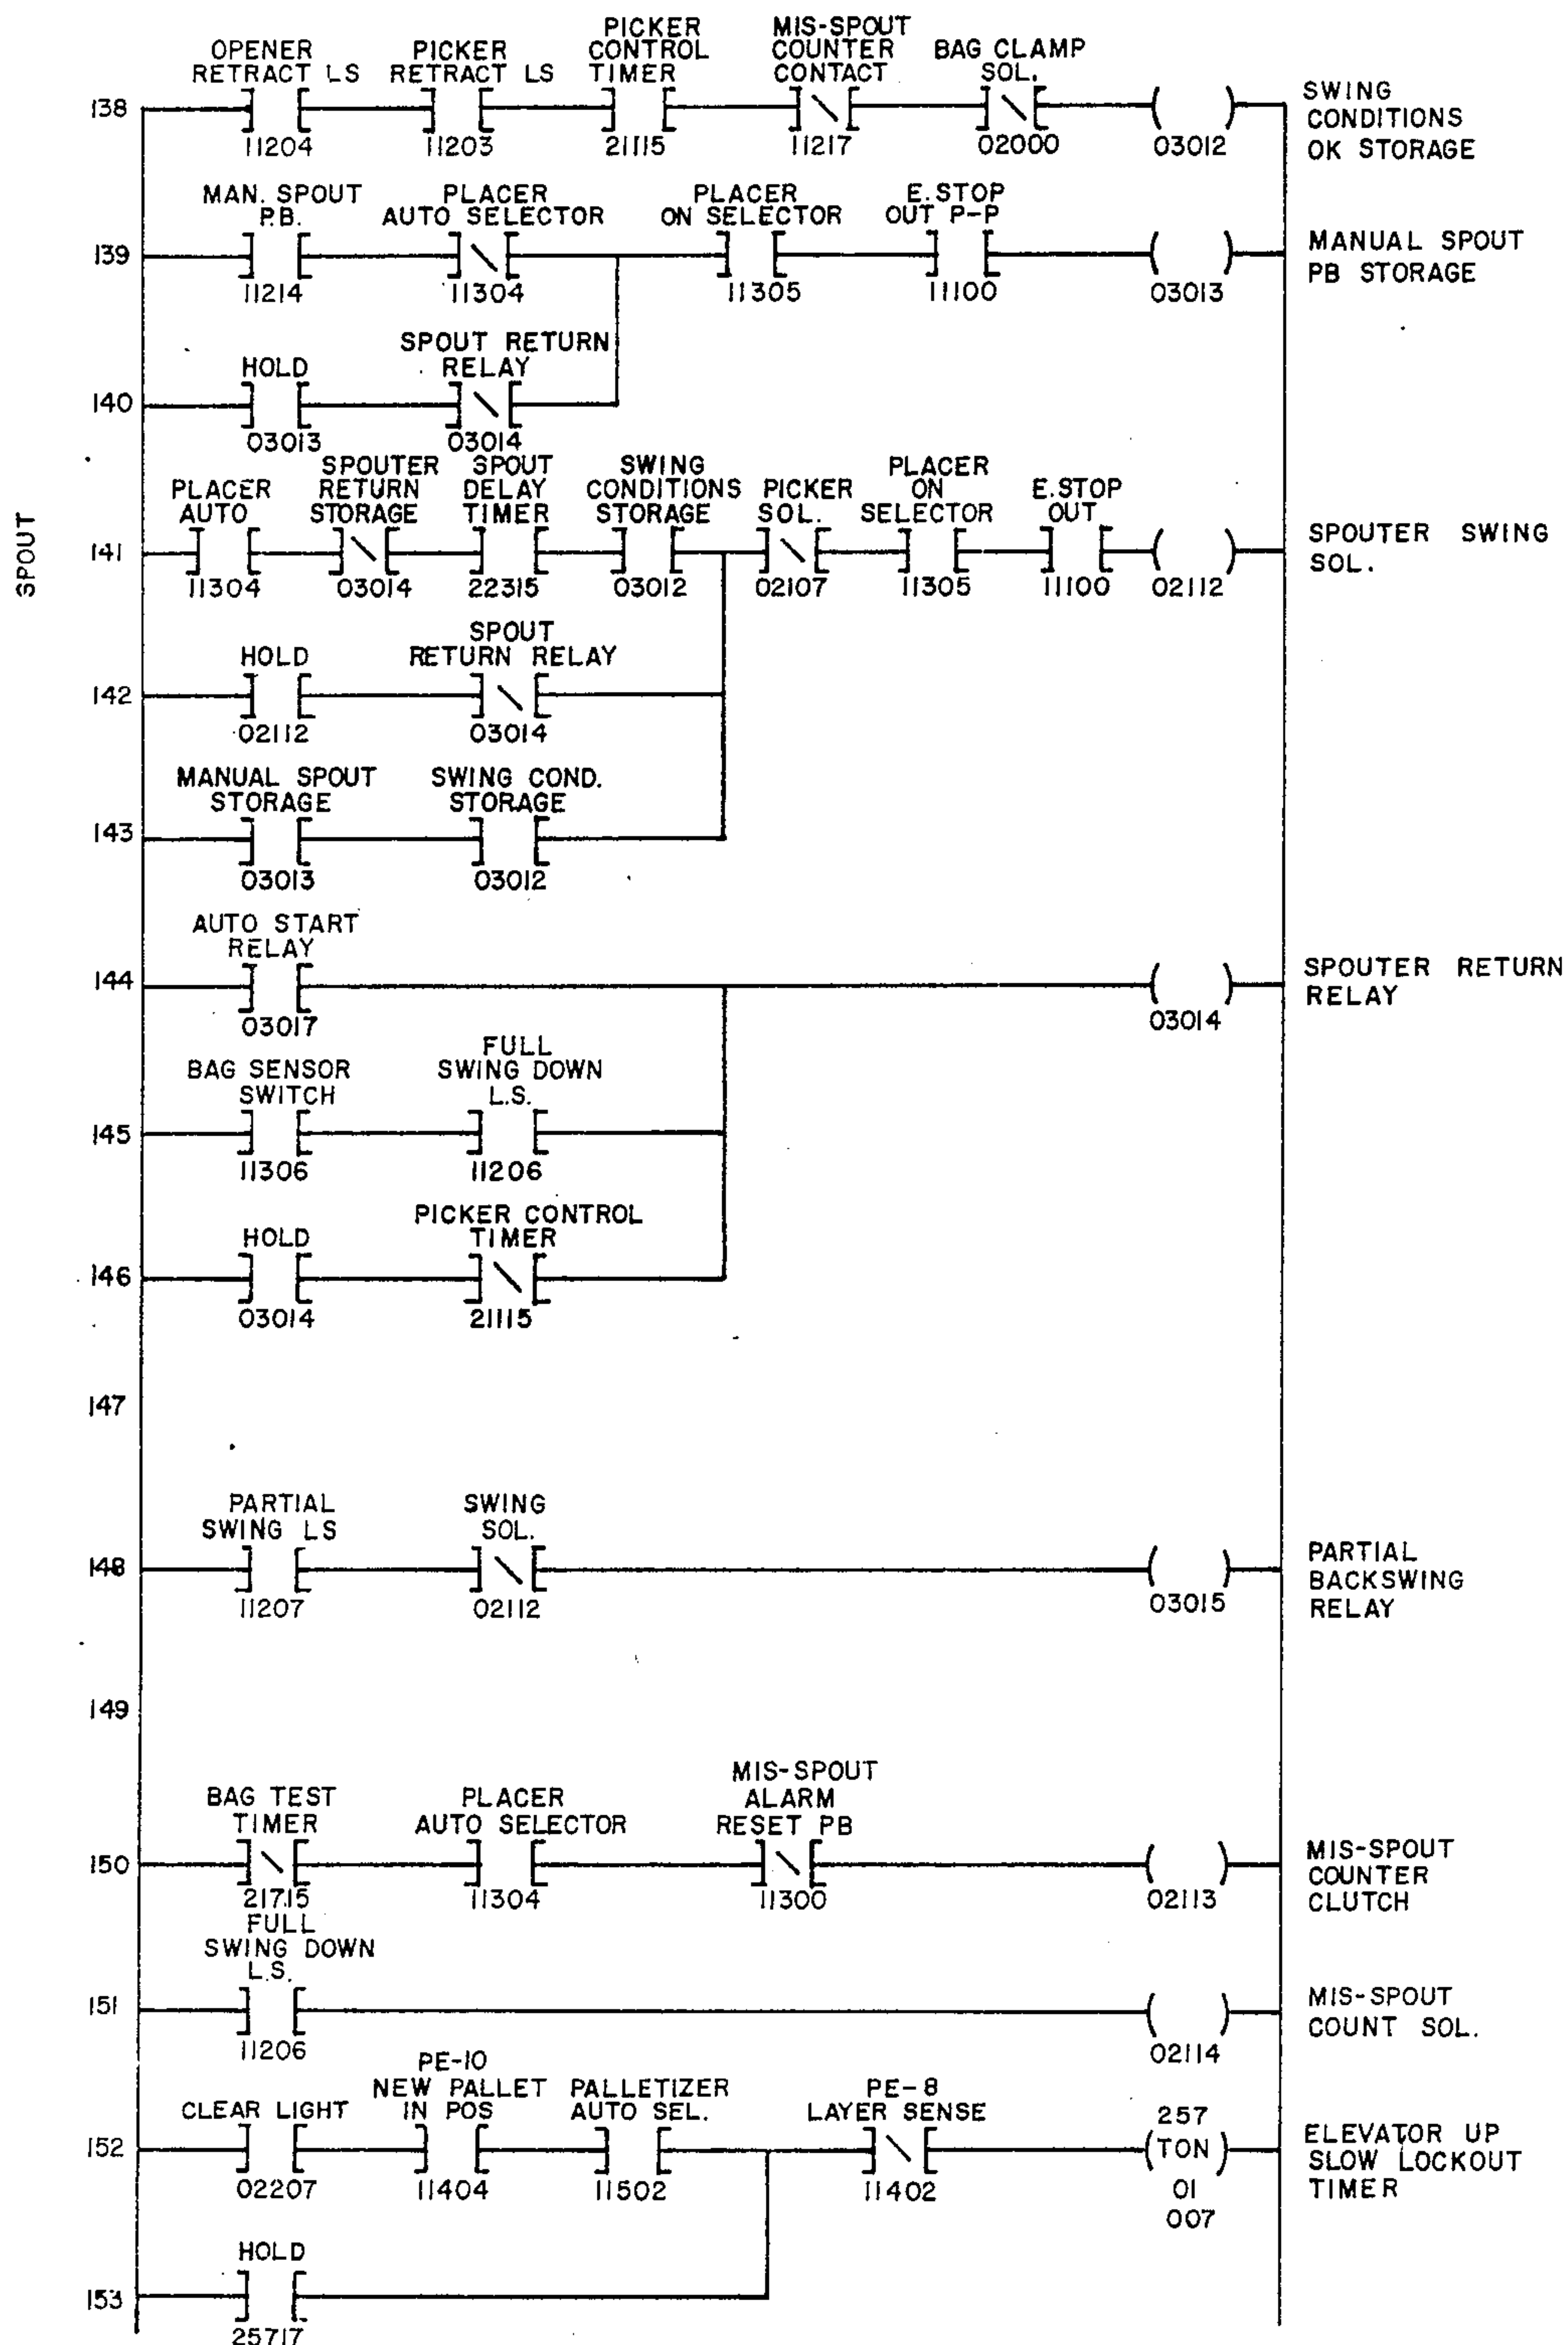 SPOUT
OPENER
RETRACT LS
PICKER
RETRACT LS
PICKER
CONTROL
TIMER
MIS-SPOUT
COUNTER
CONTACT
BAG CLAMP
SOL.
138
11204
11203
21115
11217
02000
03012
SWING
CONDITIONS
OK STORAGE
MAN. SPOUT
P.B.
PLACER
AUTO SELECTOR
PLACER
ON SELECTOR
E.STOP
OUT P-P
139
11214
11304
11305
11100
03013
MANUAL SPOUT
PB STORAGE
HOLD
SPOUT RETURN
RELAY
140
03013
03014
PLACER
AUTO
SPOUTER
RETURN
STORAGE
SPOUT
DELAY
TIMER
SWING
CONDITIONS
STORAGE
PICKER
SOL.
PLACER
ON
SELECTOR
E.STOP
OUT
141
11304
03014
22315
03012
02107
11305
11100
02112
SPOUTER SWING
SOL.
HOLD
SPOUT
RETURN RELAY
142
02112
03014
MANUAL SPOUT
STORAGE
SWING COND.
STORAGE
143
03013
03012
AUTO START
RELAY
144
03017
03014
SPOUTER RETURN
RELAY
BAG SENSOR
SWITCH
FULL
SWING DOWN
L.S.
145
11306
11206
HOLD
PICKER CONTROL
TIMER
146
03014
21115
147
PARTIAL
SWING LS
SWING
SOL.
148
11207
02112
03015
PARTIAL
BACKSWING
RELAY
149
BAG TEST
TIMER
PLACER
AUTO SELECTOR
MIS-SPOUT
ALARM
RESET PB
150
21715
11304
11300
02113
MIS-SPOUT
COUNTER
CLUTCH
FULL
SWING DOWN
L.S.
151
11206
02114
MIS-SPOUT
COUNT SOL.
CLEAR LIGHT
PE-10
NEW PALLET
IN POS
PALLETIZER
AUTO SEL.
PE-8
LAYER SENSE
257
152
TON
02207
11404
11502
11402
01
007
ELEVATOR UP
SLOW LOCKOUT
TIMER
HOLD
153
25717